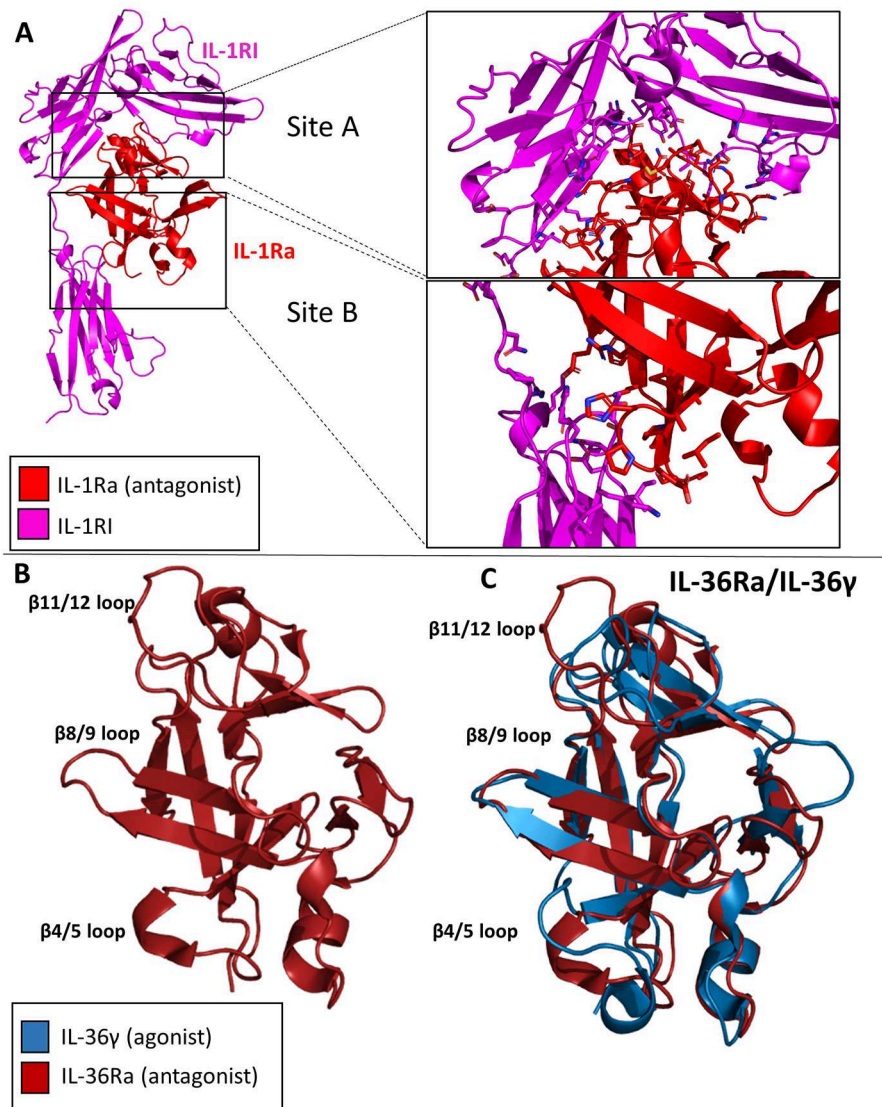 A
IL-1RI
Site A
IL-1Ra
Site B
IL-1Ra (antagonist)
IL-1RI
B
β11/12 loop
β8/9 loop
β4/5 loop
IL-36γ (agonist)
IL-36Ra (antagonist)
C
IL-36Ra/IL-36γ
β11/12 loop
β8/9 loop
β4/5 loop